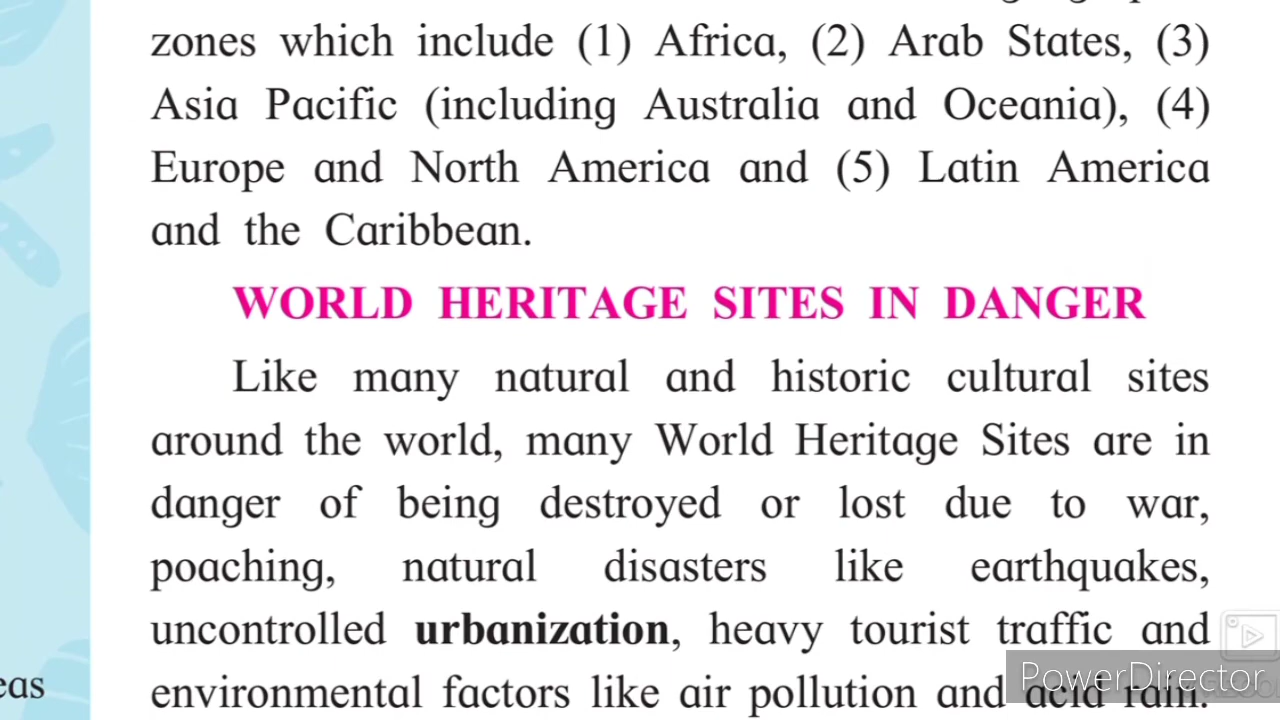 zones which include (1) Africa, (2) Arab States, (3)
Asia Pacific (including Australia and Oceania), (4)
Europe and North America and (5) Latin America
and the Caribbean.
WORLD HERITAGE SITES IN DANGER
Like many natural and historic cultural sites
around the world, many World Heritage Sites are in
danger of being destroyed or lost due to war,
poaching, natural disasters like earthquakes,
uncontrolled urbanization, heavy tourist traffic and
environmental factors like air pollution and acid rain.
eas
PowerDirector